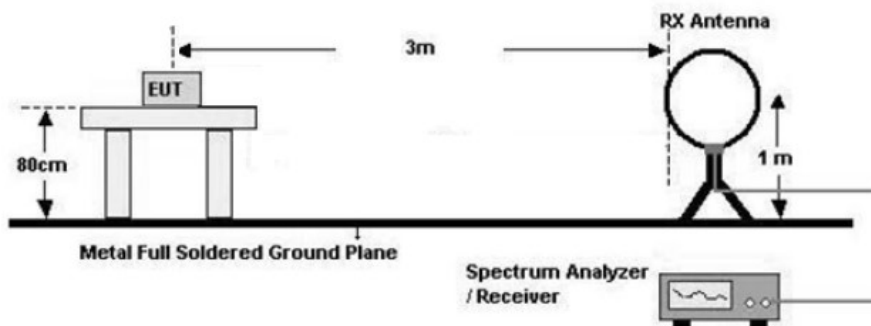 RX Antenna
3m
EUT
80cm
1 m
Metal Full Soldered Ground Plane
Spectrum Analyzer
/ Receiver